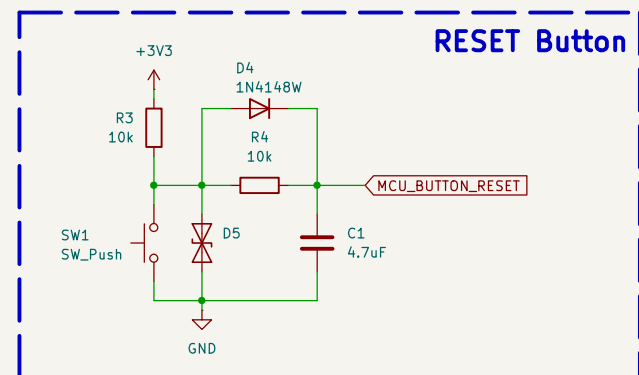 RESET Button
+3V3
D4
1N4148W
R3
10k
R4
10k
MCU_BUTTON_RESET
SW1
SW_Push
D5
C1
4.7uF
GND